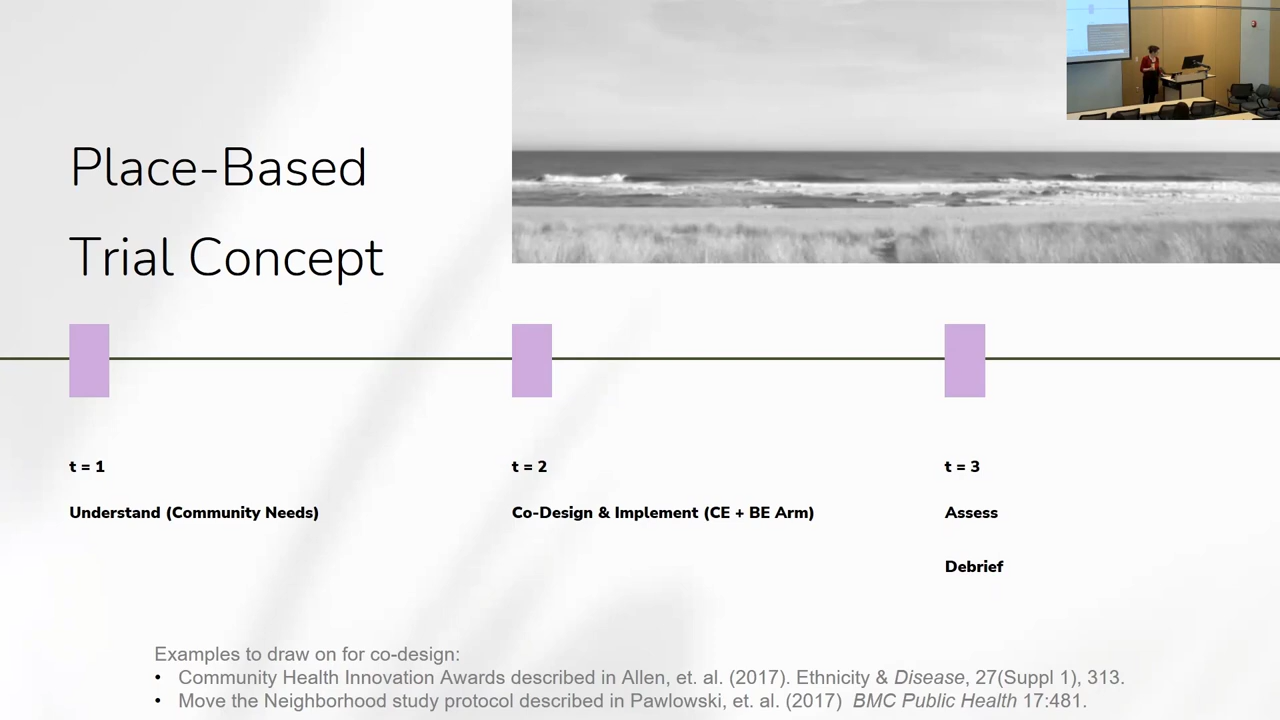 Place-Based
Trial Concept
t = 1
Understand (Community Needs)
t = 2
Co-Design & Implement (CE + BE Arm)
t = 3
Assess
Debrief
Examples to draw on for co-design:
• Community Health Innovation Awards described in Allen, et. al. (2017). Ethnicity & Disease, 27(Suppl 1), 313.
• Move the Neighborhood study protocol described in Pawlowski, et. al. (2017)  BMC Public Health 17:481.